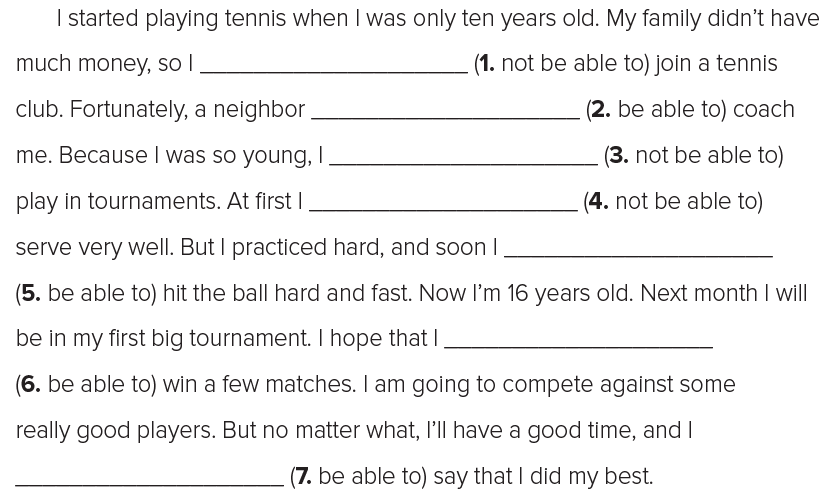 I started playing tennis when I was only ten years old. My family didn’t have
much money, so I ______________________ (1. not be able to) join a tennis
club. Fortunately, a neighbor ______________________ (2. be able to) coach
me. Because I was so young, I ______________________ (3. not be able to)
play in tournaments. At first I ______________________ (4. not be able to)
serve very well. But I practiced hard, and soon I ______________________
(5. be able to) hit the ball hard and fast. Now I’m 16 years old. Next month I will
be in my first big tournament. I hope that I ______________________
(6. be able to) win a few matches. I am going to compete against some
really good players. But no matter what, I’ll have a good time, and I
______________________ (7. be able to) say that I did my best.